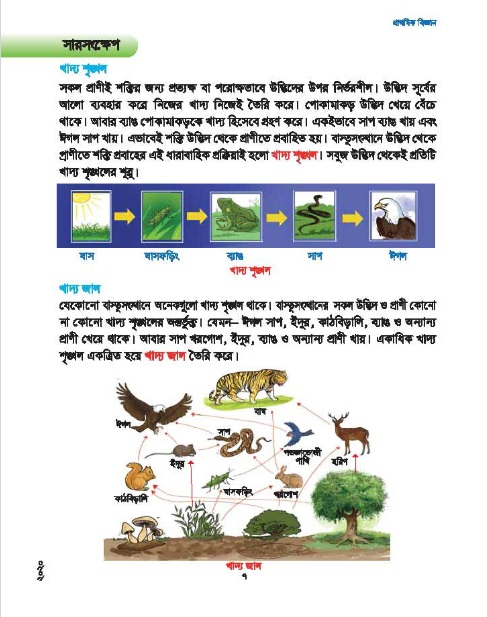 প্রাথমিক বিজ্ঞান
সারসংক্ষেপ
খাদ্য শৃঙ্খল
সকল প্রাণীই শক্তির জন্য প্রত্যক্ষ বা পরোক্ষভাবে উদ্ভিদের উপর নির্ভরশীল। উদ্ভিদ সূর্যের
আলো ব্যবহার করে নিজের খাদ্য নিজেই তৈরি করে। পোকামাকড় উদ্ভিদ খেয়ে বেঁচে
থাকে। আবার ব্যাঙ পোকামাকড়কে খাদ্য হিসেবে গ্রহণ করে। একইভাবে সাপ ব্যাঙ খায় এবং
ঈগল সাপ খায়। এভাবেই শক্তি উদ্ভিদ থেকে প্রাণীতে প্রবাহিত হয়। বাস্তুসংস্থানে উদ্ভিদ থেকে
প্রাণীতে শক্তি প্রবাহের এই ধারাবাহিক প্রক্রিয়াই হলো খাদ্য শৃঙ্খল। সবুজ উদ্ভিদ থেকেই প্রতিটি
খাদ্য শৃঙ্খলের শুরু।
ঘাস ঘাসফড়িং ব্যাঙ সাপ ঈগল
খাদ্য শৃঙ্খল
খাদ্য জাল
যেকোনো বাস্তুসংস্থানে অনেকগুলো খাদ্য শৃঙ্খল থাকে। বাস্তুসংস্থানের সকল উদ্ভিদ ও প্রাণী কোনো
না কোনো খাদ্য শৃঙ্খলের অন্তর্ভুক্ত। যেমন– ঈগল সাপ, ইঁদুর, কাঠবিড়ালি, ব্যাঙ ও অন্যান্য
প্রাণী খেয়ে থাকে। আবার সাপ খরগোশ, ইঁদুর, ব্যাঙ ও অন্যান্য প্রাণী খায়। একাধিক খাদ্য
শৃঙ্খল একত্রিত হয়ে খাদ্য জাল তৈরি করে।
বাঘ
ঈগল
সাপ
পতঙ্গভোজী
পাখি
ইঁদুর
হরিণ
ঘাসফড়িং
খরগোশ
কাঠবিড়ালি
খাদ্য জাল
৭
২০২০